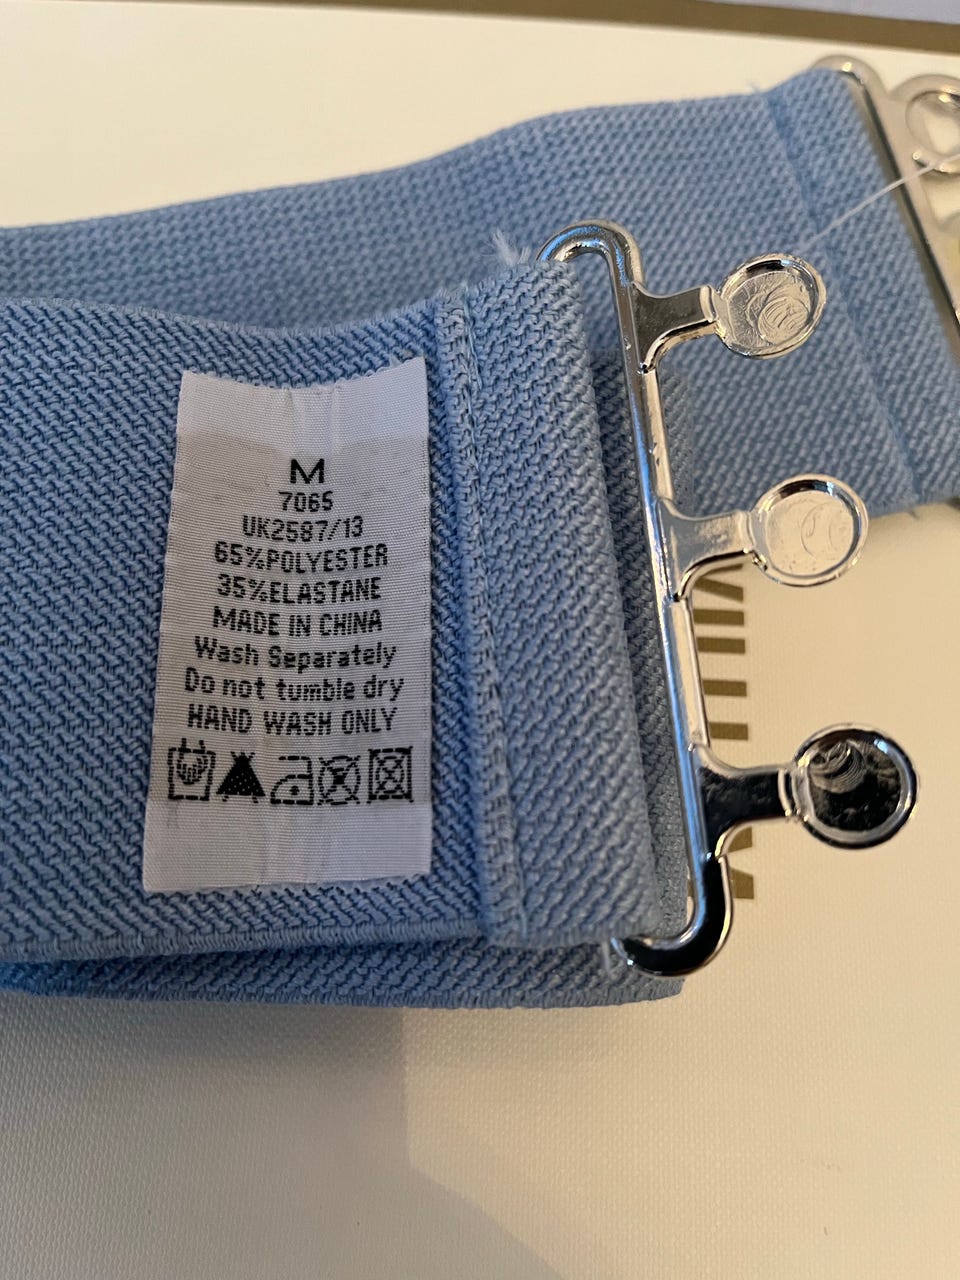 M
7065
UK2587/13
65%POLYESTER
35%ELASTANE
MADE IN CHINA
Wash Separately
Do not tumble dry
HAND WASH ONLY